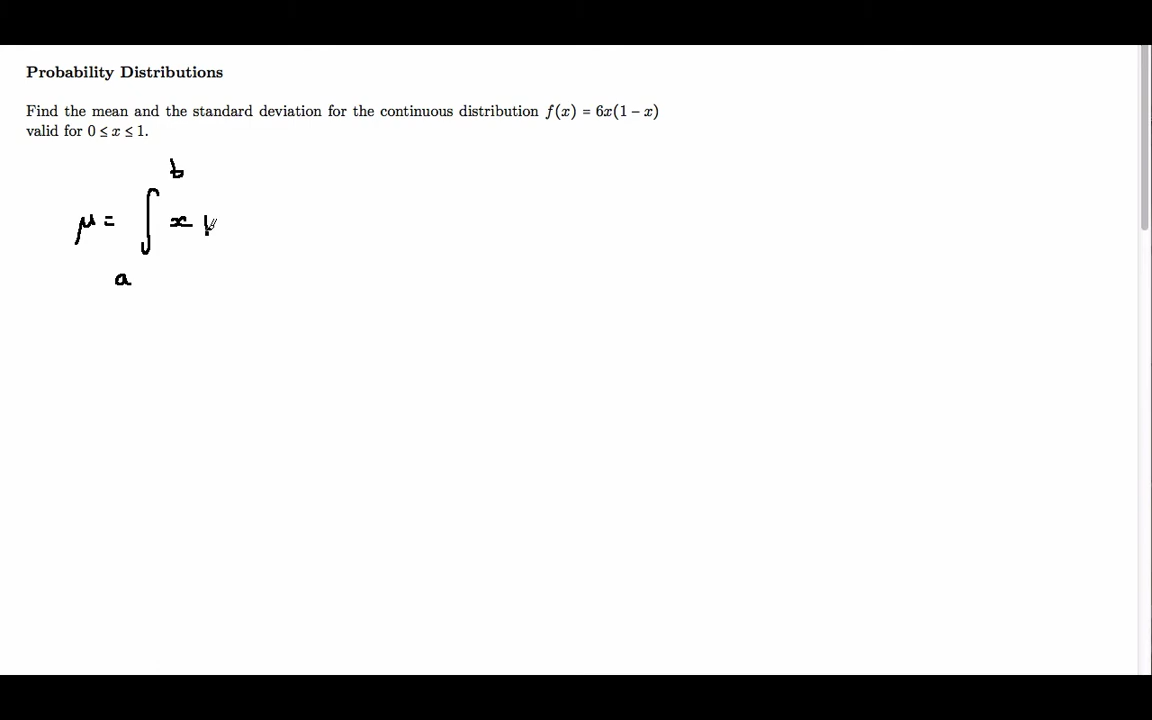 Probability Distributions
Find the mean and the standard deviation for the continuous distribution f(x) = 6x(1 − x)
valid for 0 ≤ x ≤ 1.
b
μ = ∫ x
a